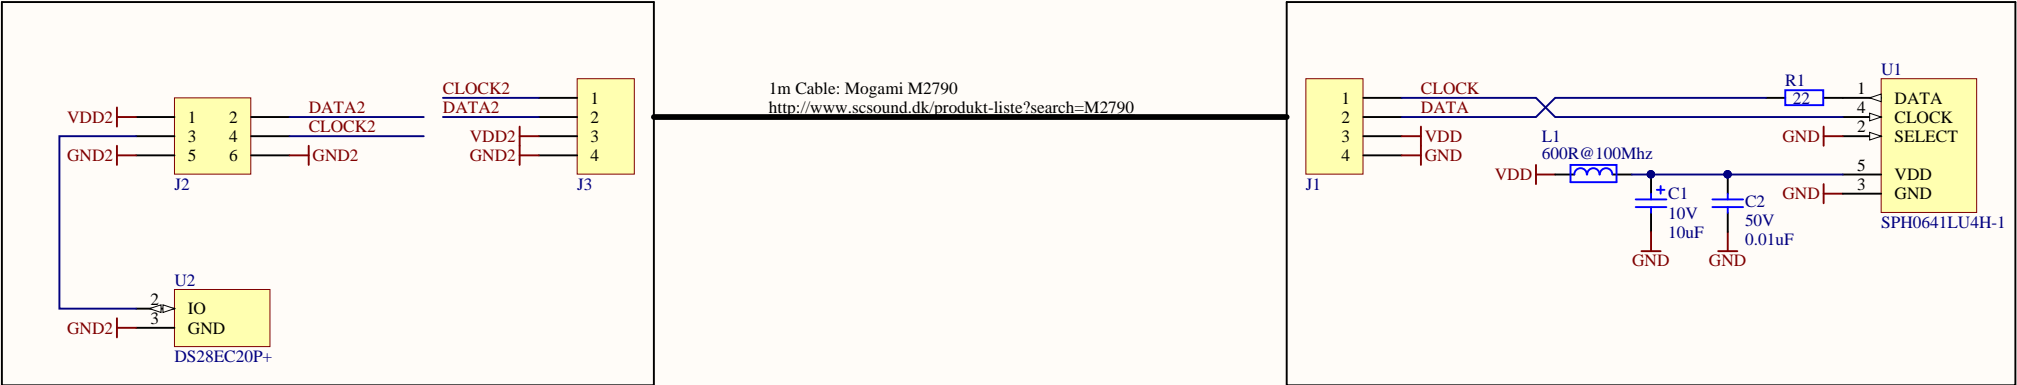 VDD2
GND2
1
3
5
2
4
6
J2
DATA2
CLOCK2
GND2
CLOCK2
DATA2
VDD2
GND2
1
2
3
4
J3
U2
2
3
IO
GND
GND2
DS28EC20P+
1m Cable: Mogami M2790
http://www.scsound.dk/produkt-liste?search=M2790
1
2
3
4
J1
CLOCK
DATA
VDD
GND
L1
600R@100Mhz
VDD
C1
10V
10uF
+
GND
C2
50V
0.01uF
GND
R1
22
U1
1
4
2
5
3
DATA
CLOCK
SELECT
VDD
GND
GND
GND
SPH0641LU4H-1